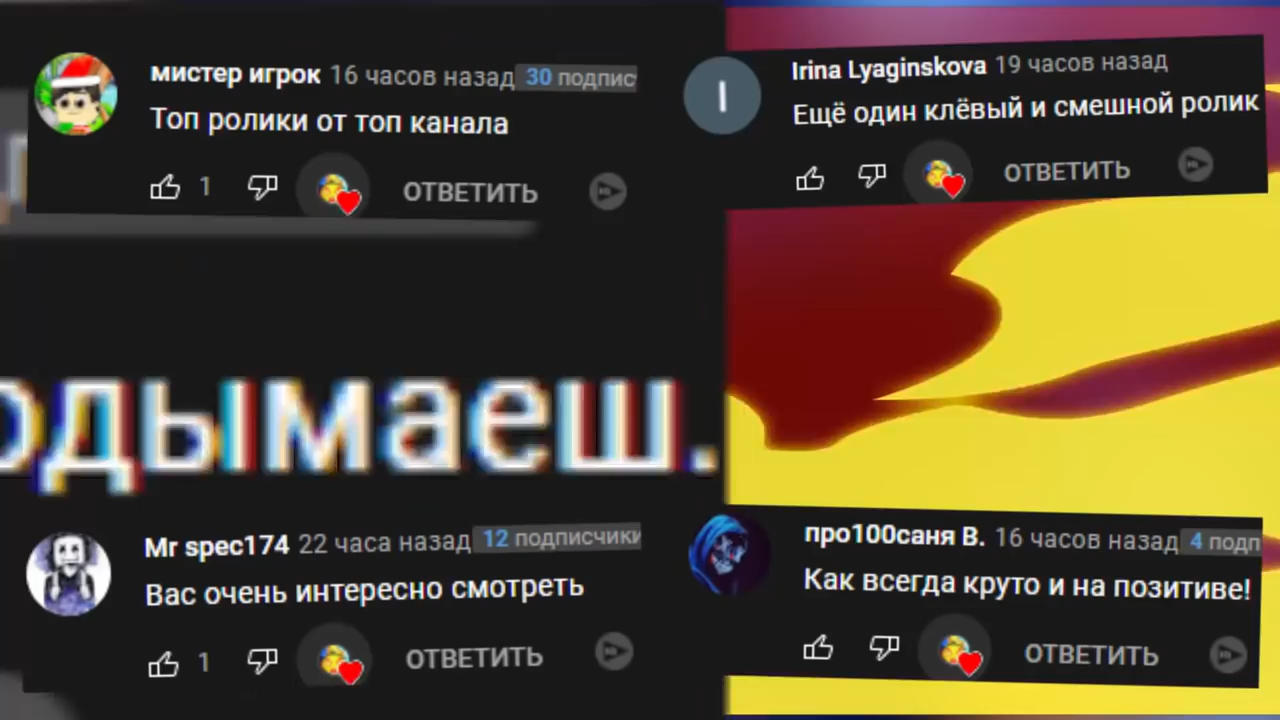 мистер игрок 16 часов назад 30 подпис
Топ ролики от топ канала
1 ОТВЕТИТЬ
Irina Lyaginskova 19 часов назад
I
Ещё один клёвый и смешной ролик
ОТВЕТИТЬ
одымаеш.
Mr spec174 22 часа назад 12 подписчики
Вас очень интересно смотреть
1 ОТВЕТИТЬ
про100саня В. 16 часов назад 4 подп
Как всегда круто и на позитиве!
ОТВЕТИТЬ